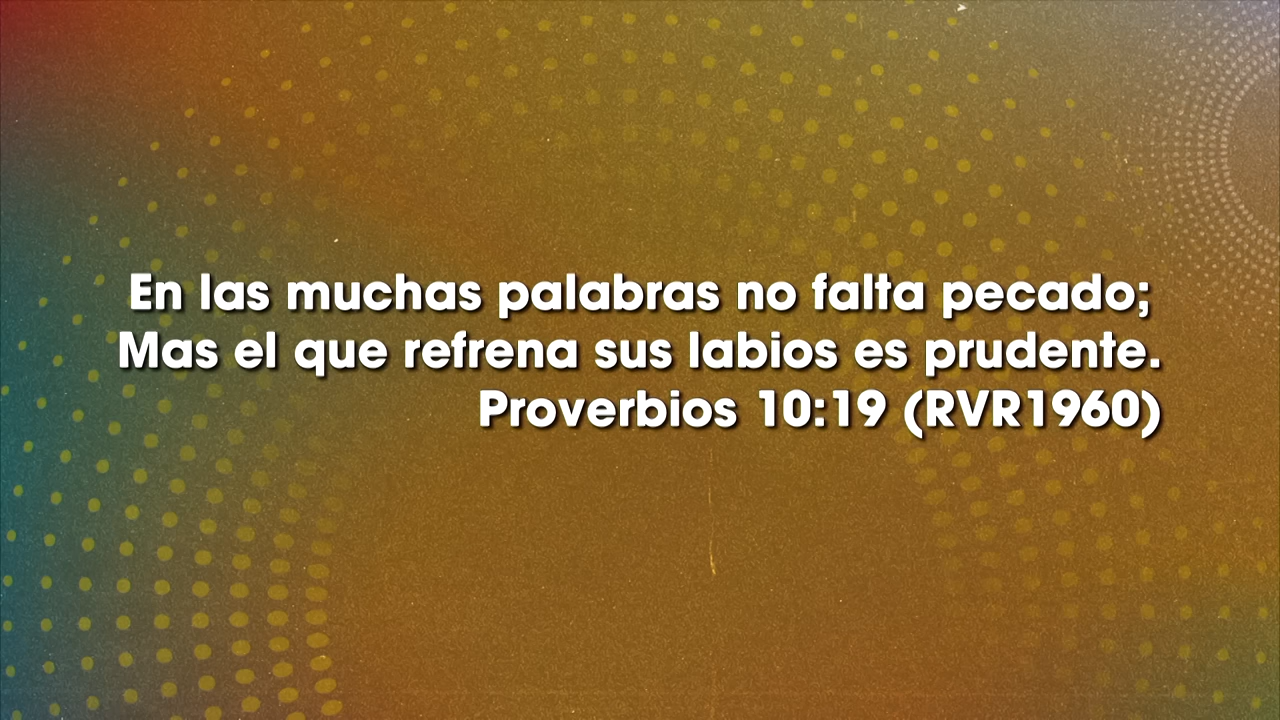 En las muchas palabras no falta pecado;
Mas el que refrena sus labios es prudente.
Proverbios 10:19 (RVR1960)